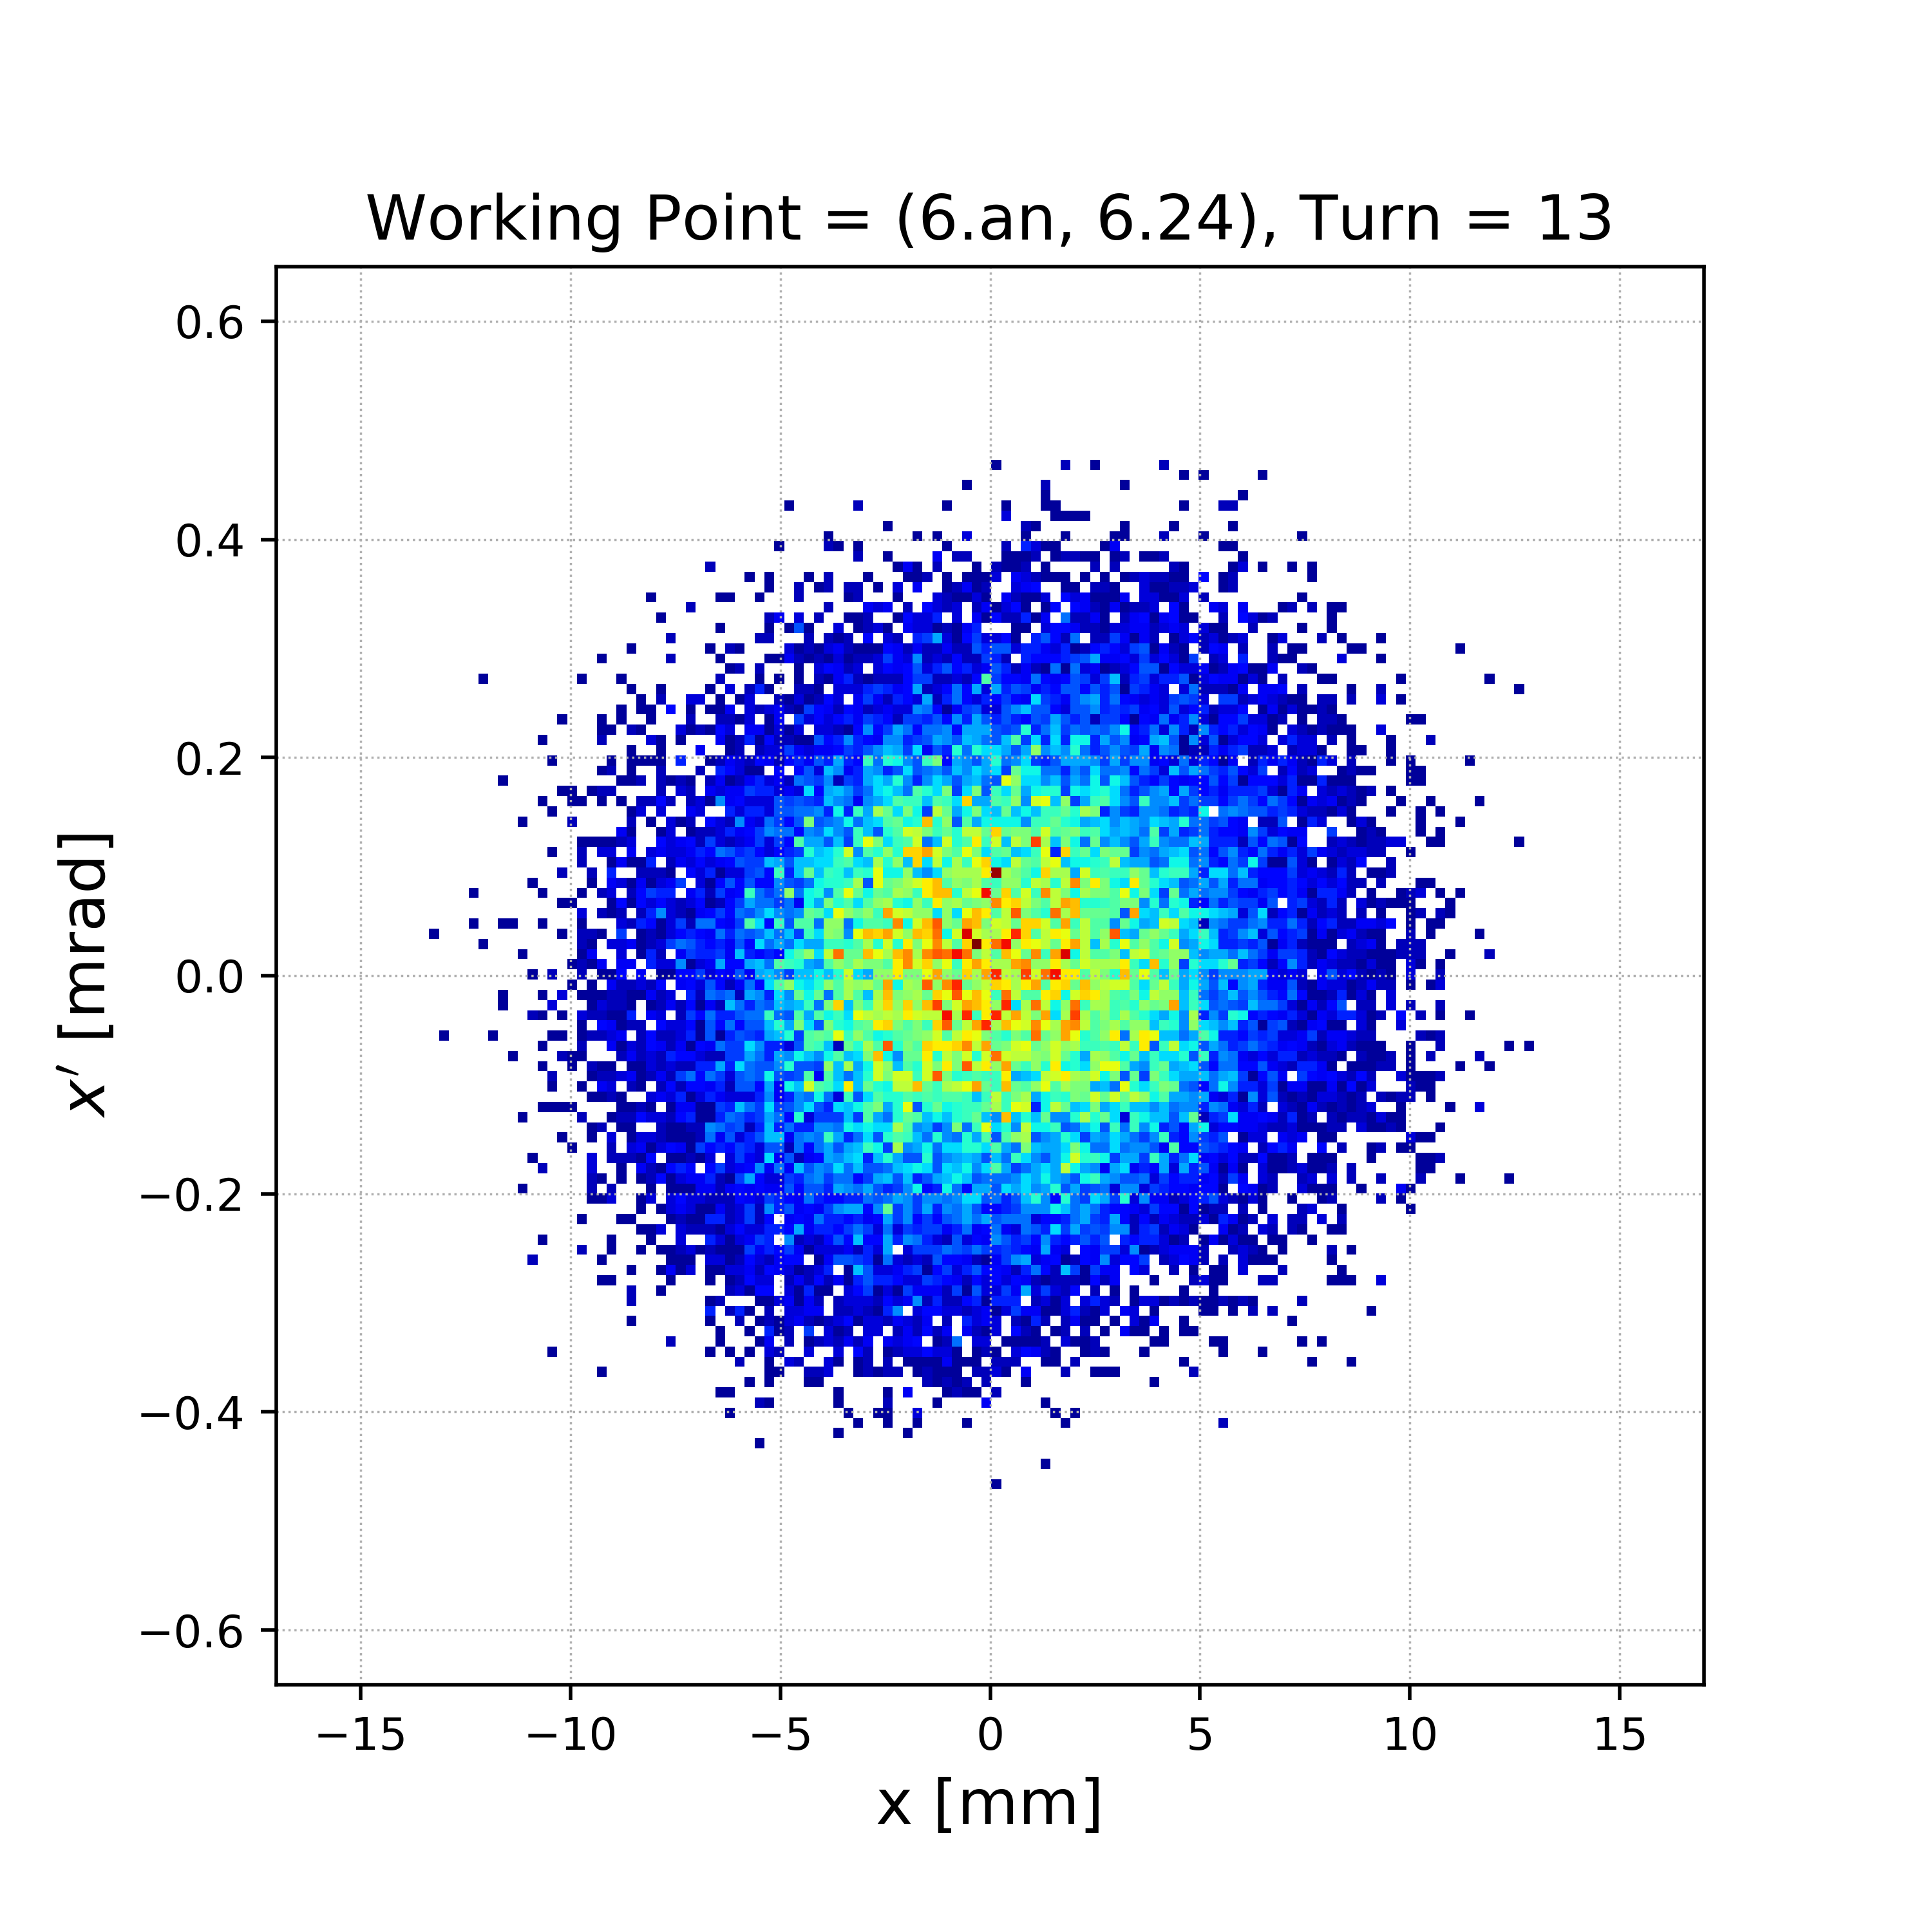 Working Point = (6.an, 6.24), Turn = 13
0.6
0.4
0.2
0.0
−0.2
−0.4
−0.6
x′ [mrad]
−15 −10 −5 0 5 10 15
x [mm]